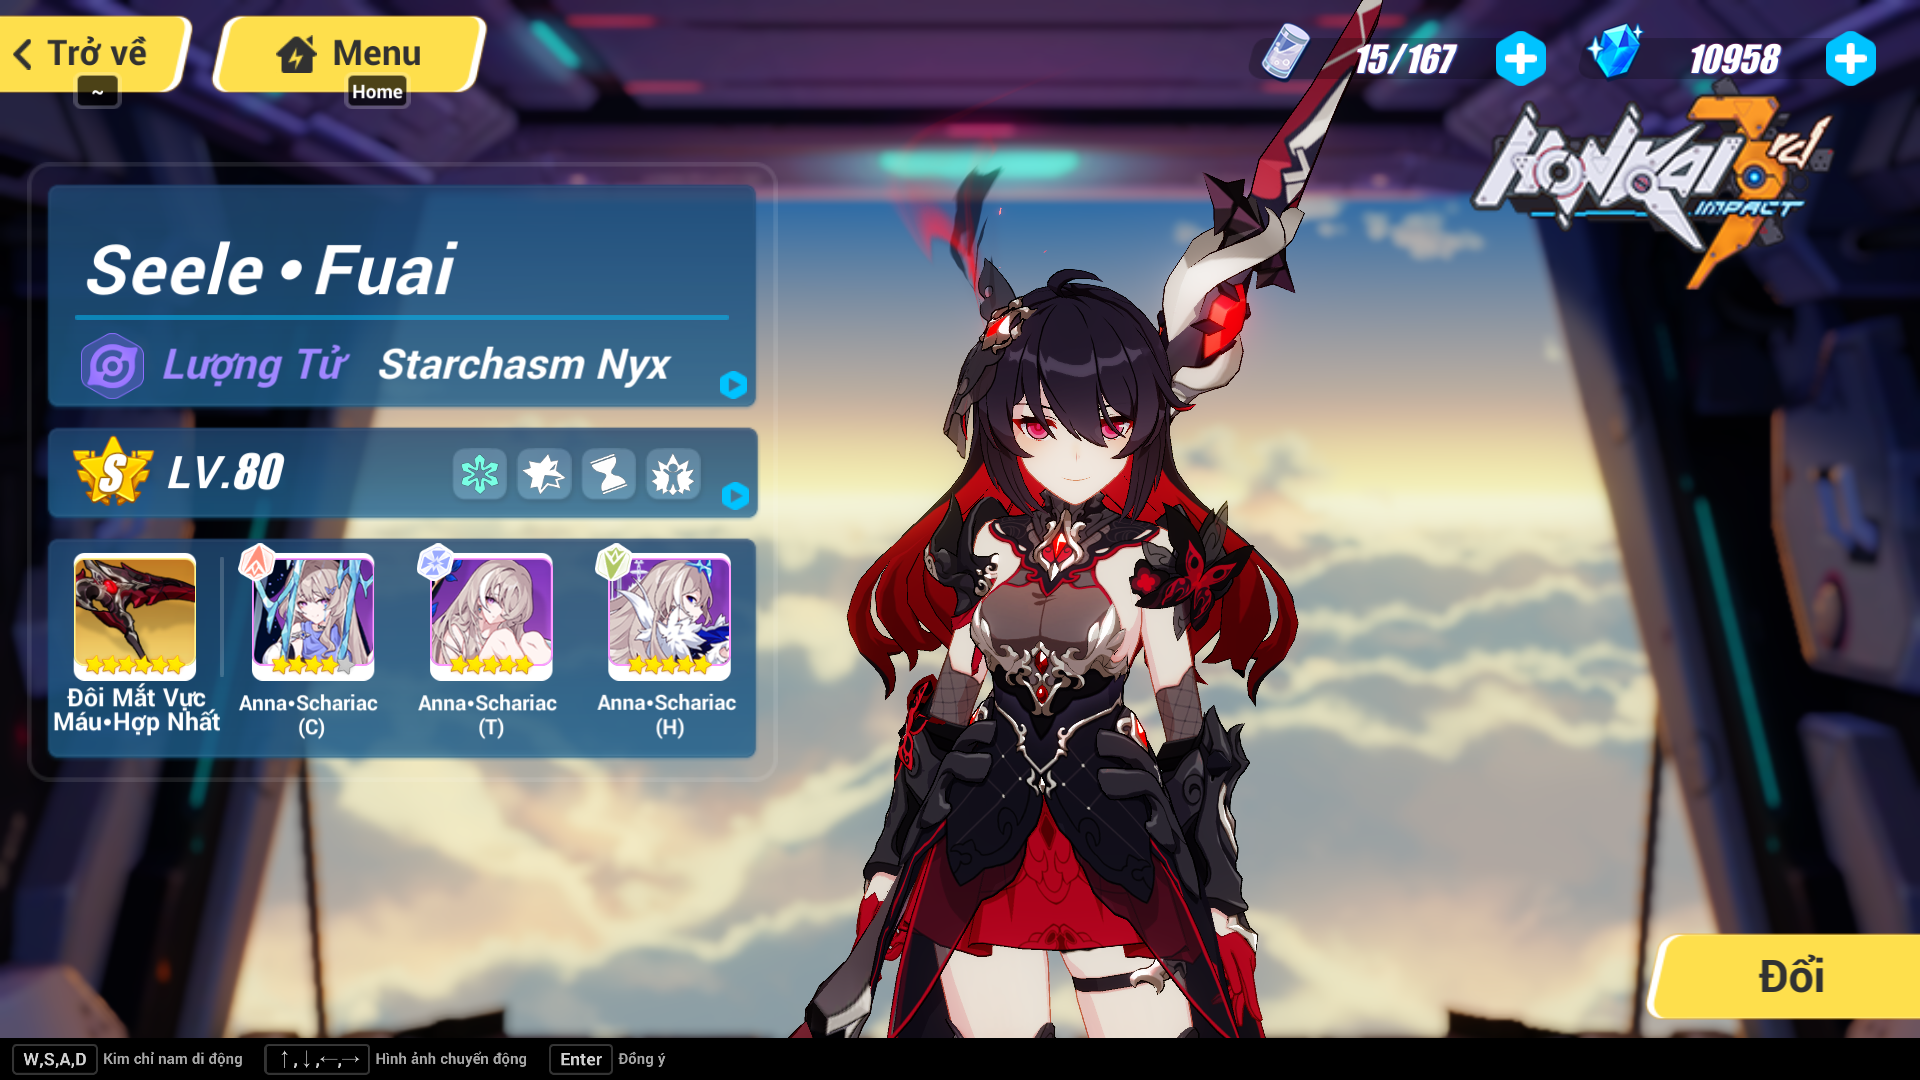 Trở về
~
Menu
Home
15/167
10958
HONKAI 3rd
IMPACT
Seele•Fuai
Lượng Tử Starchasm Nyx
S LV.80
Đôi Mắt Vực
Máu•Hợp Nhất
Anna•Schariac
(C)
Anna•Schariac
(T)
Anna•Schariac
(H)
Đổi
W,S,A,D Kim chỉ nam di động ↑,↓,←,→ Hình ảnh chuyển động Enter Đồng ý